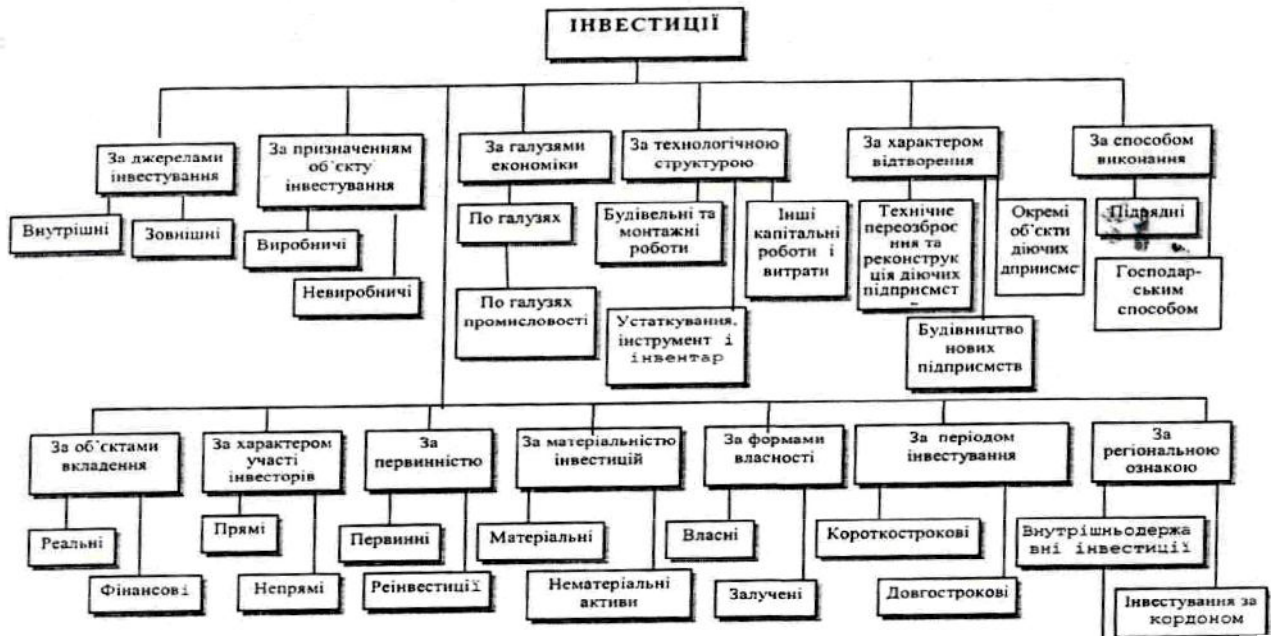 ІНВЕСТИЦІЇ
За джерелами
інвестування
Внутрішні
Зовнішні
За призначенням
об'єкту
інвестування
Виробничі
Невиробничі
За галузями
економіки
По галузях
По галузях
промисловості
За технологічною
структурою
Будівельні та
монтажні
роботи
Устаткування,
інструмент і
інвентар
Інші
капітальні
роботи і
витрати
За характером
відтворення
Технічне
переозброє
ння та
реконструк
ція діючих
підприємст
Будівництво
нових
підприємств
Окремі
об'єкти
діючих
дприиємс
За способом
виконання
Підрядні
Господар-
ським
способом
За об'єктами
вкладення
Реальні
Фінансові
За характером
участі
інвесторів
Прямі
Непрямі
За
первинністю
Первинні
Реінвестиції
За матеріальністю
інвестицій
Матеріальні
Нематеріальні
активи
За формами
власності
Власні
Залучені
За періодом
інвестування
Короткострокові
Довгострокові
За
регіональною
ознакою
Внутрішньодержа
вні інвестиції
Інвестування за
кордоном